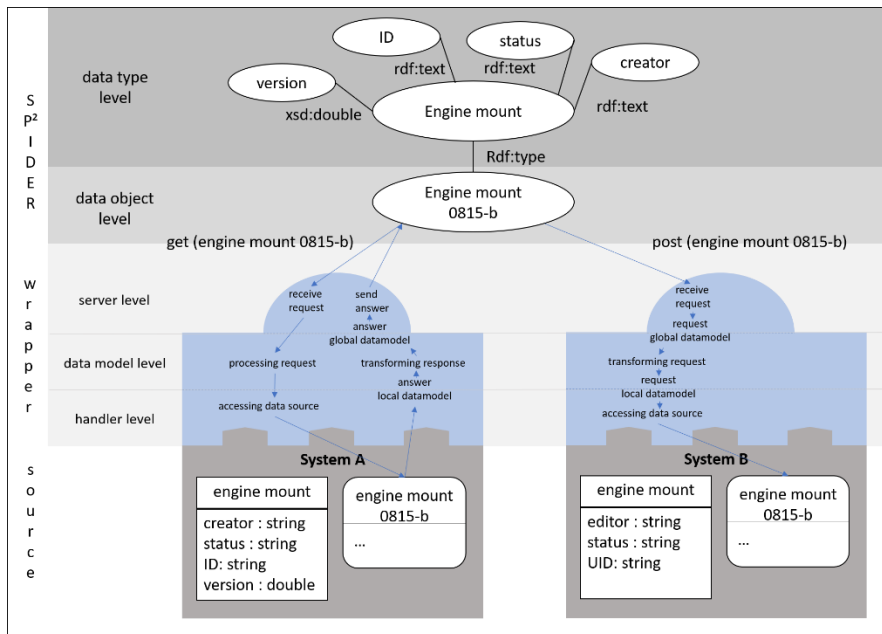 SP²IDER
data type
level
ID
status
creator
version
rdf:text
rdf:text
xsd:double
Engine mount
rdf:text
Rdf:type
data object
level
Engine mount
0815-b
get (engine mount 0815-b)
post (engine mount 0815-b)
wrapper
server level
receive
request
send
answer
answer
global datamodel
receive
request
request
global datamodel
data model level
processing request
transforming response
answer
local datamodel
transforming request
request
local datamodel
handler level
accessing data source
accessing data source
source
System A
engine mount
creator : string
status : string
ID: string
version : double
engine mount
0815-b
...
System B
engine mount
editor : string
status : string
UID: string
engine mount
0815-b
...